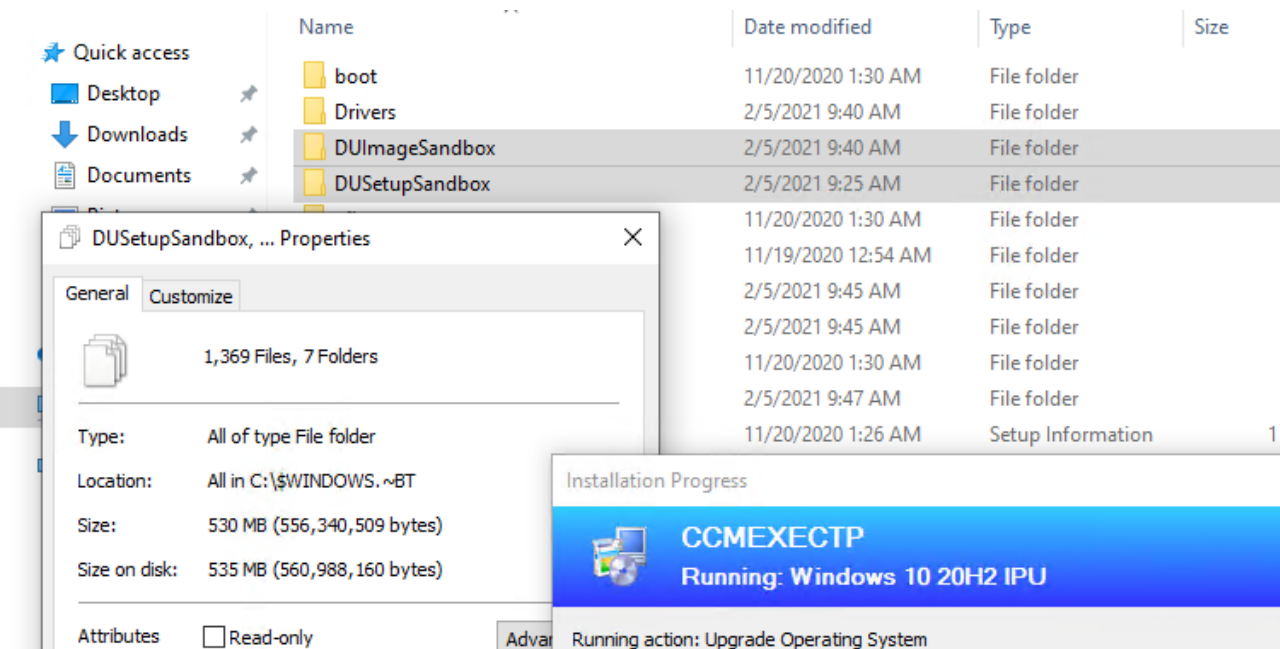 Name Date modified Type Size
Quick access
boot 11/20/2020 1:30 AM File folder
Desktop
Drivers 2/5/2021 9:40 AM File folder
Downloads
DUImageSandbox 2/5/2021 9:40 AM File folder
Documents
DUSetupSandbox 2/5/2021 9:25 AM File folder
11/20/2020 1:30 AM File folder
DUSetupSandbox, ... Properties
11/19/2020 12:54 AM File folder
General Customize
2/5/2021 9:45 AM File folder
2/5/2021 9:45 AM File folder
1,369 Files, 7 Folders
11/20/2020 1:30 AM File folder
2/5/2021 9:47 AM File folder
Type: All of type File folder
11/20/2020 1:26 AM Setup Information 1
Location: All in C:\$WINDOWS.~BT
Installation Progress
Size: 530 MB (556,340,509 bytes)
CCMEXECTP
Size on disk: 535 MB (560,988,160 bytes)
Running: Windows 10 20H2 IPU
Attributes Read-only
Running action: Upgrade Operating System